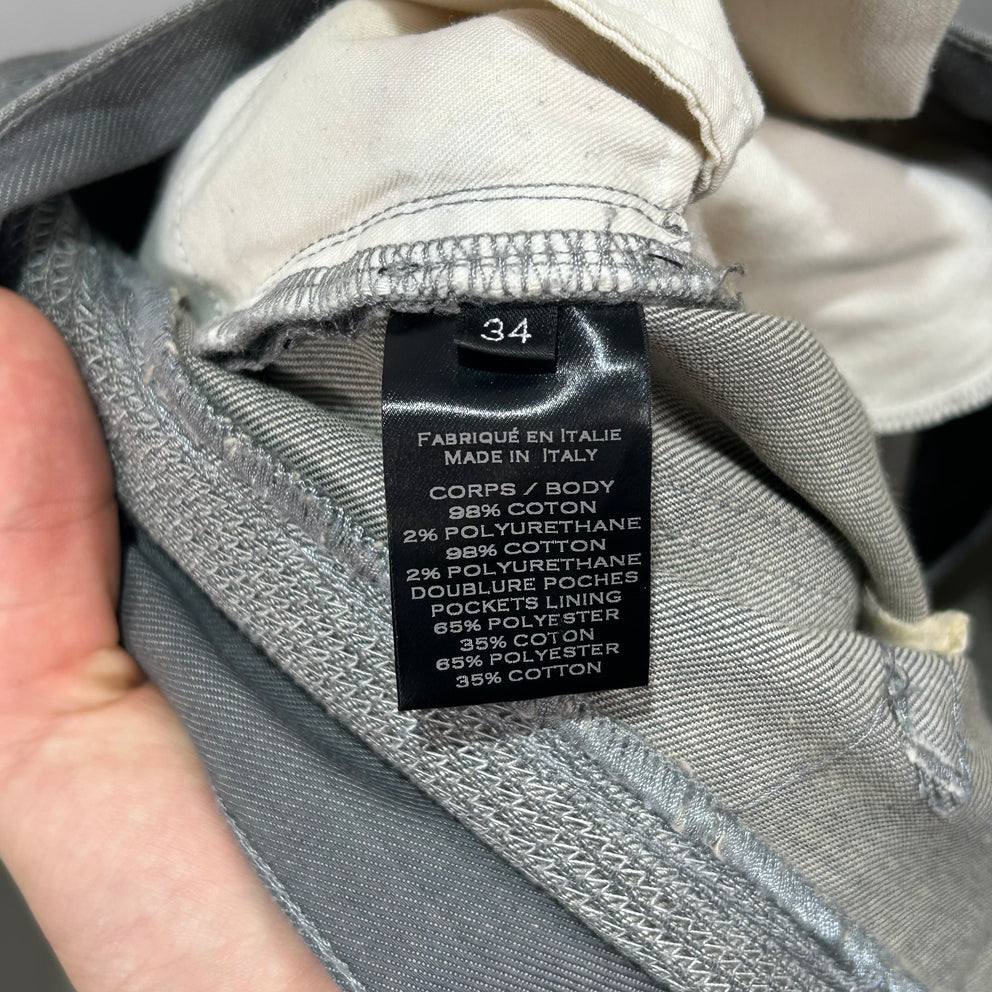 34
FABRIQUÉ EN ITALIE
MADE IN ITALY
CORPS / BODY
98% COTON
2% POLYURETHANE
98% COTTON
2% POLYURETHANE
DOUBLURE POCHES
POCKETS LINING
65% POLYESTER
35% COTON
65% POLYESTER
35% COTTON